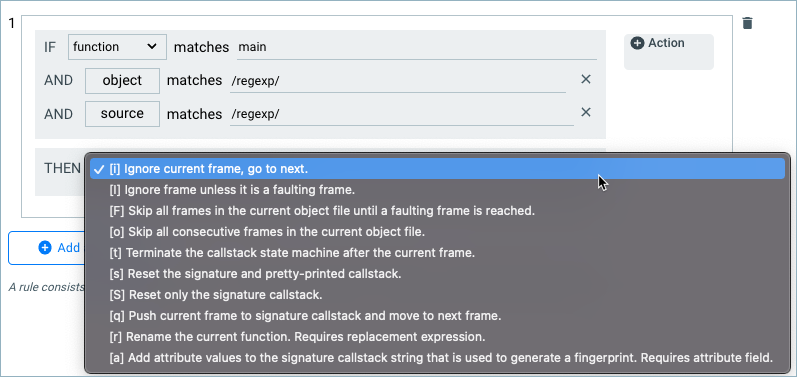 1
IF function matches main
Action
AND object matches /regexp/
AND source matches /regexp/
THEN
[i] Ignore current frame, go to next.
[I] Ignore frame unless it is a faulting frame.
[F] Skip all frames in the current object file until a faulting frame is reached.
[o] Skip all consecutive frames in the current object file.
[t] Terminate the callstack state machine after the current frame.
[s] Reset the signature and pretty-printed callstack.
[S] Reset only the signature callstack.
[q] Push current frame to signature callstack and move to next frame.
[r] Rename the current function. Requires replacement expression.
[a] Add attribute values to the signature callstack string that is used to generate a fingerprint. Requires attribute field.
Add
A rule consists